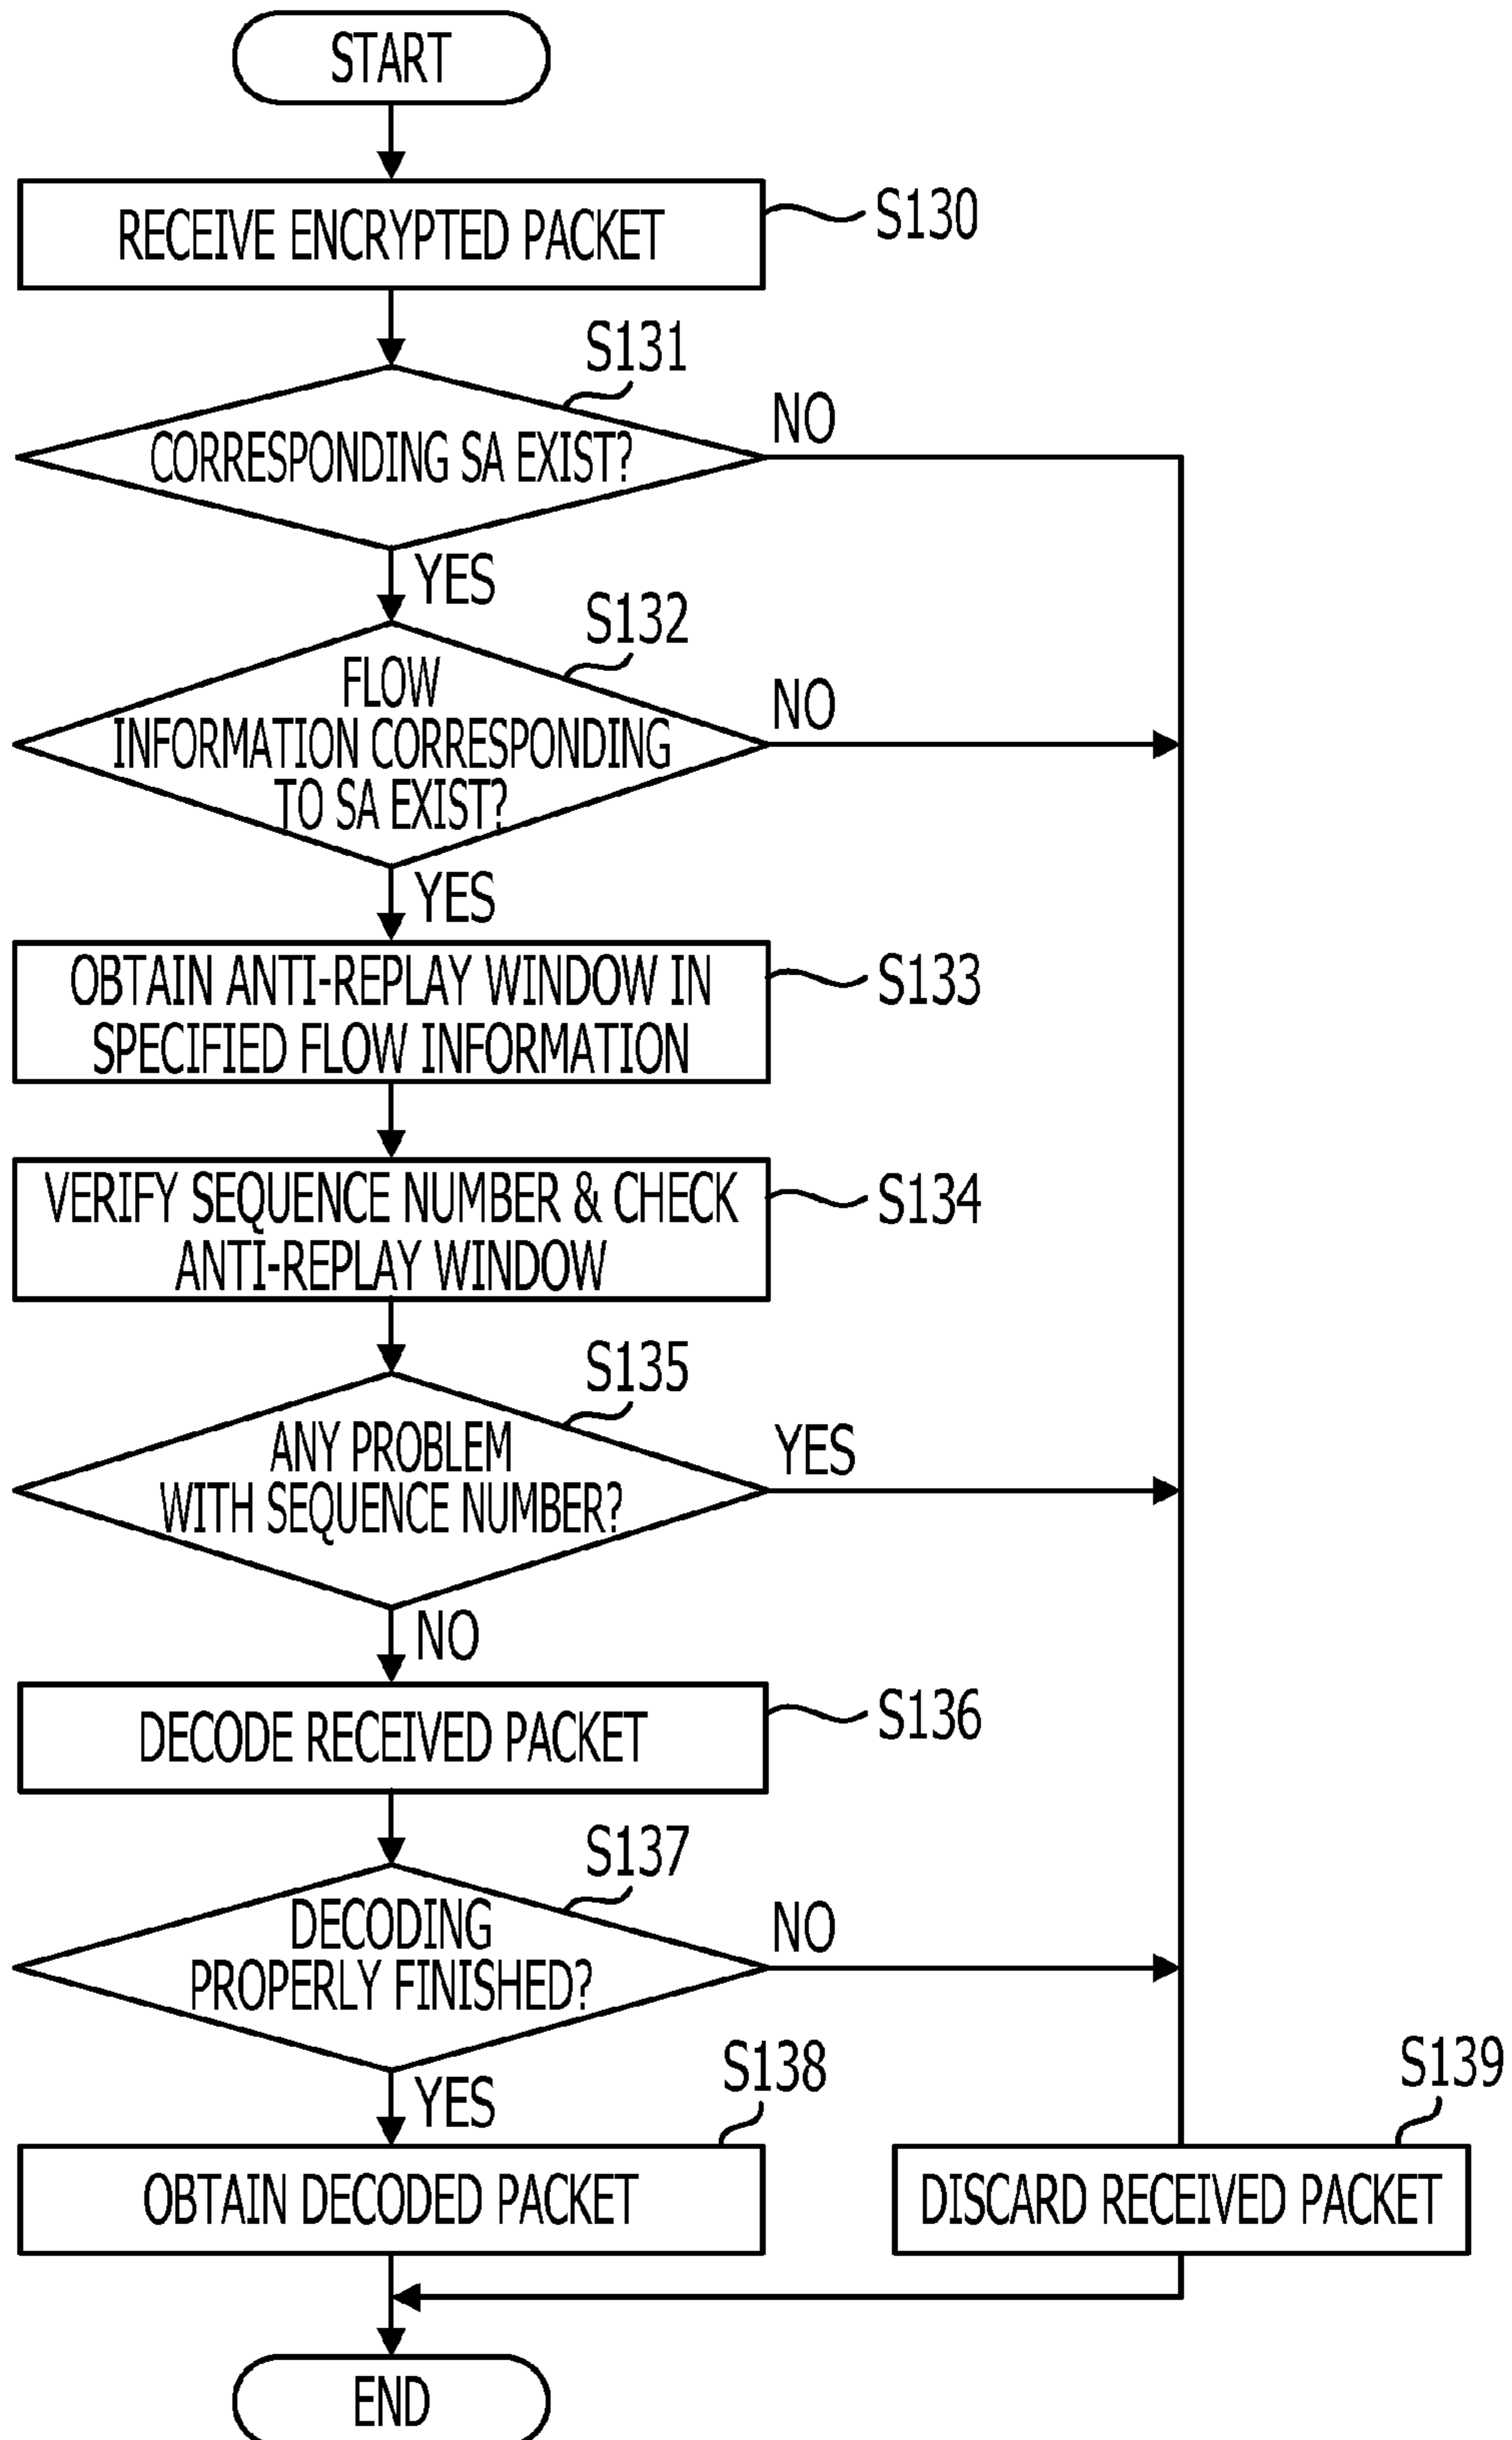 START
RECEIVE ENCRYPTED PACKET
S130
S131
CORRESPONDING SA EXIST?
NO
YES
S132
FLOW
INFORMATION CORRESPONDING
TO SA EXIST?
NO
YES
OBTAIN ANTI-REPLAY WINDOW IN
SPECIFIED FLOW INFORMATION
S133
VERIFY SEQUENCE NUMBER & CHECK
ANTI-REPLAY WINDOW
S134
S135
ANY PROBLEM
WITH SEQUENCE NUMBER?
YES
NO
DECODE RECEIVED PACKET
S136
S137
DECODING
PROPERLY FINISHED?
NO
YES
S138
OBTAIN DECODED PACKET
S139
DISCARD RECEIVED PACKET
END